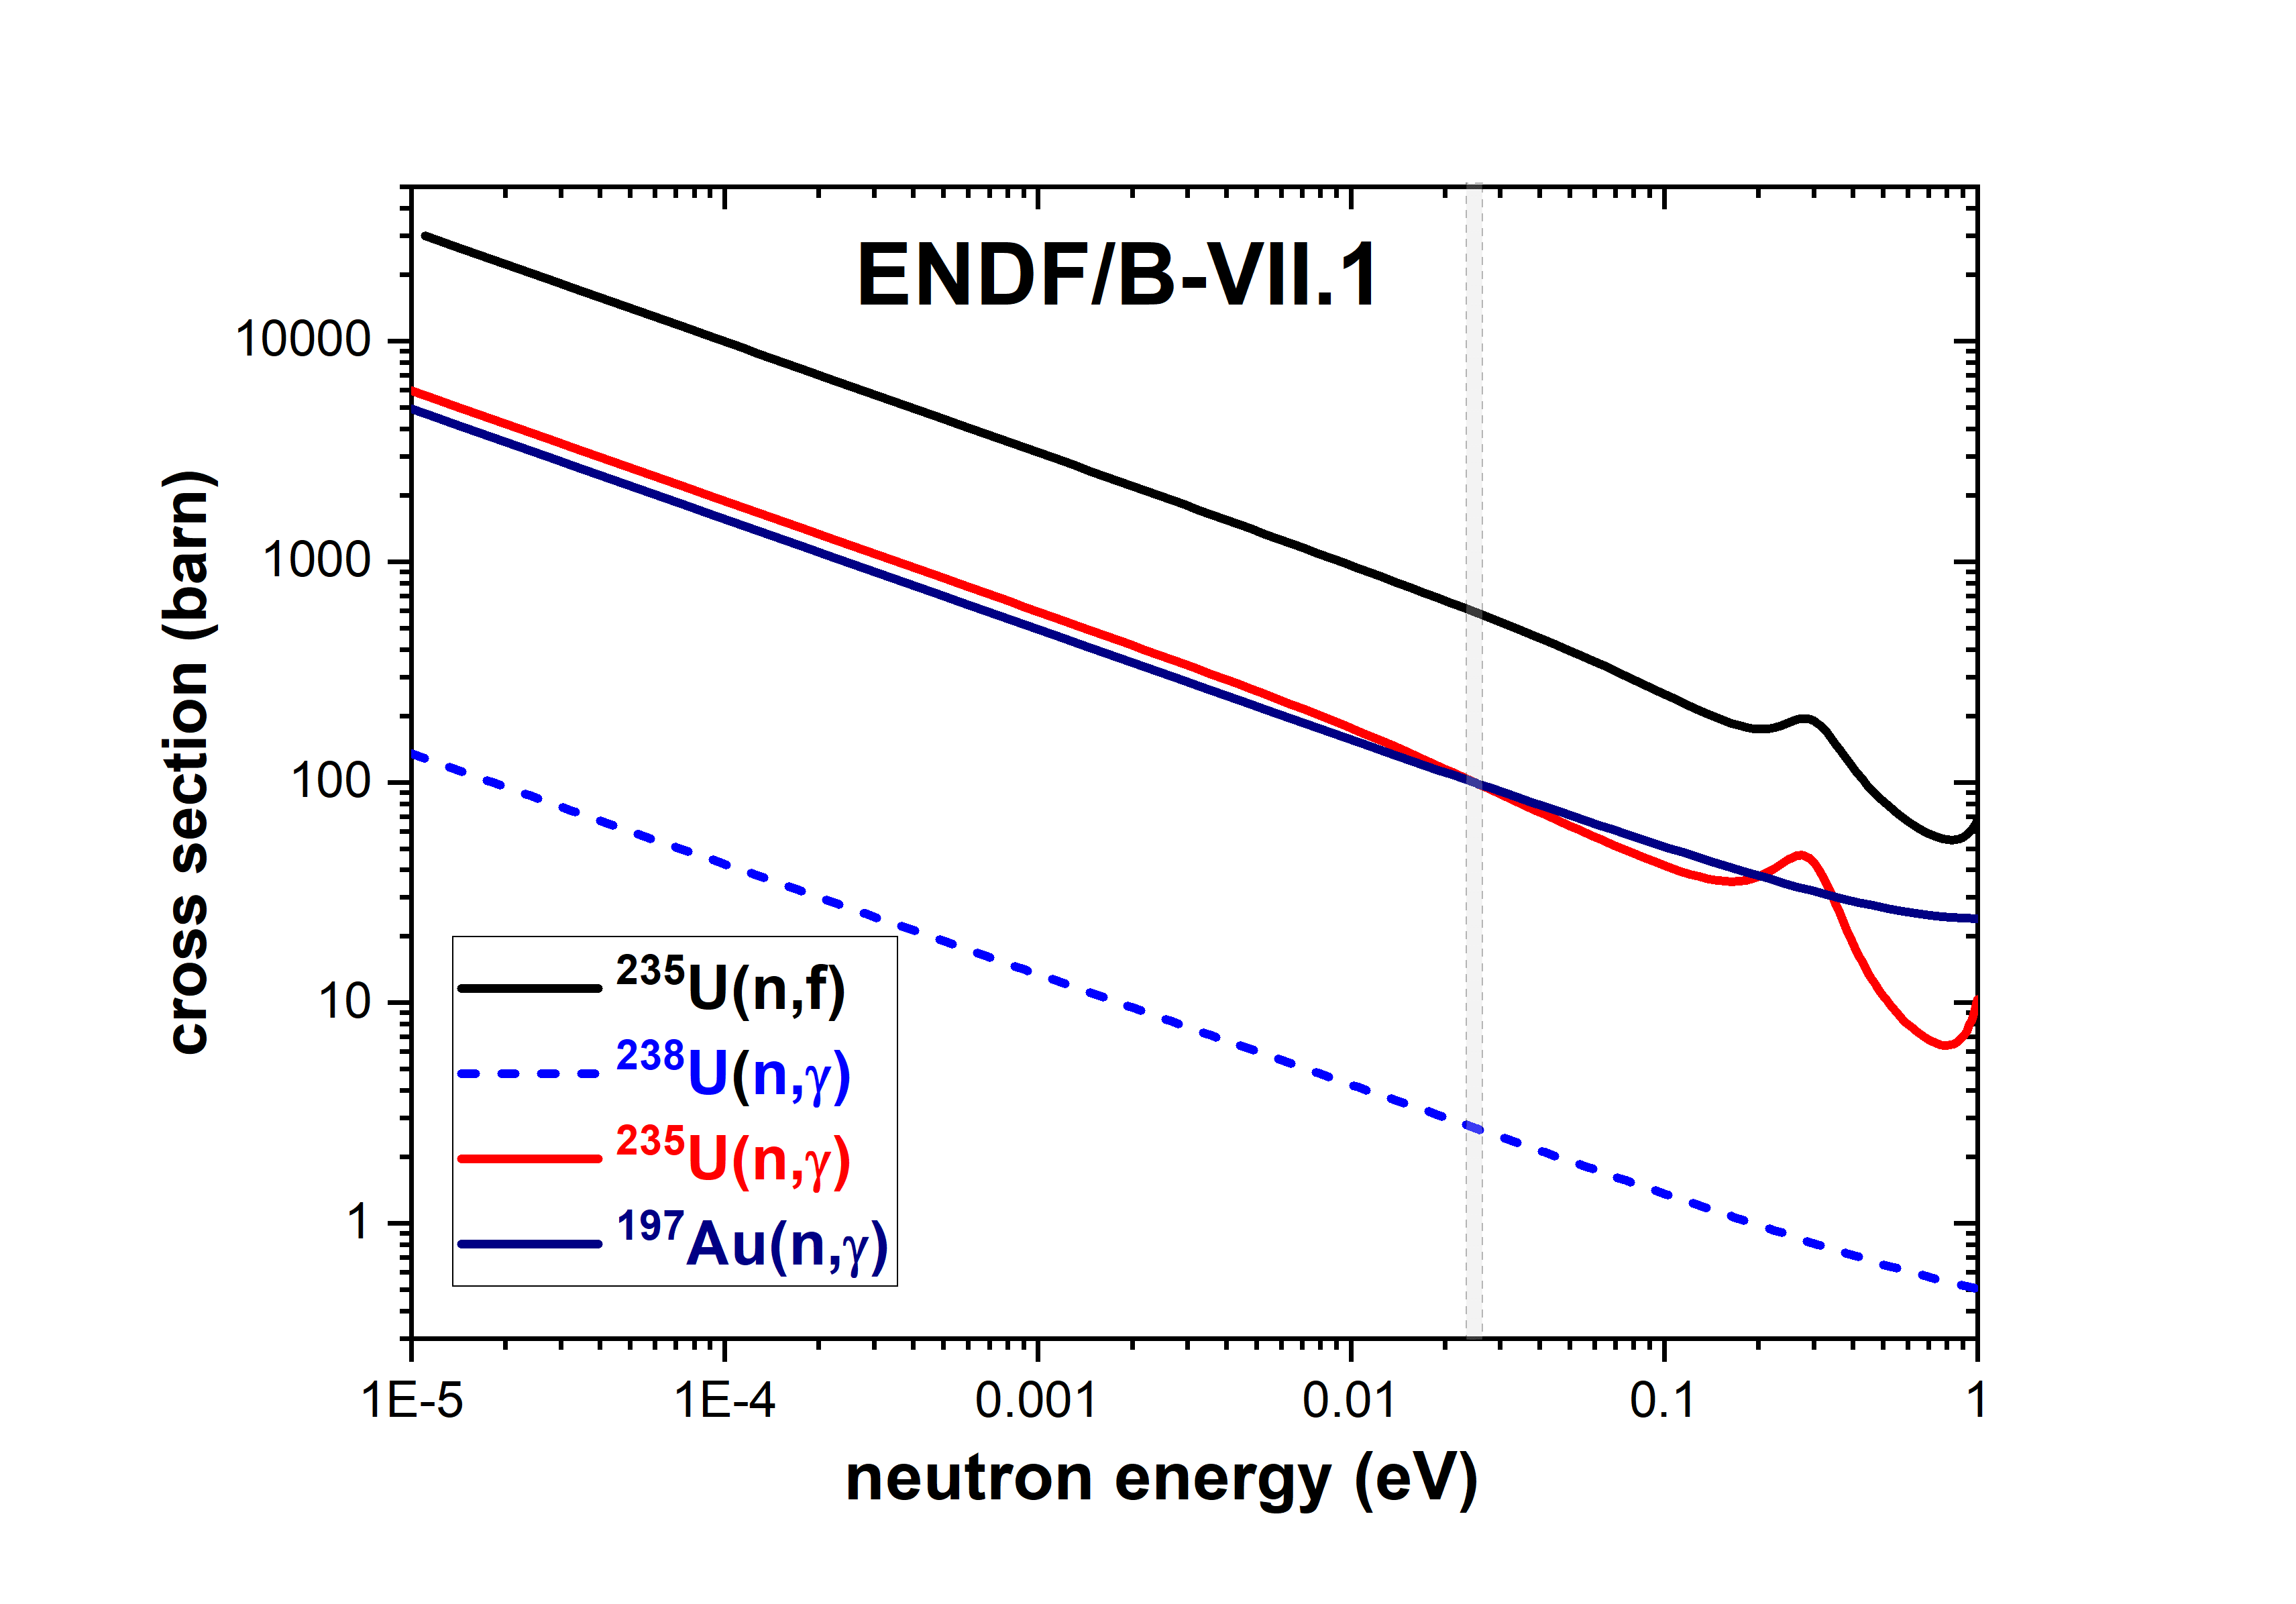 ENDF/B-VII.1
cross section (barn)
10000
1000
100
10
1
²³⁵U(n,f)
²³⁸U(n,γ)
²³⁵U(n,γ)
¹⁹⁷Au(n,γ)
1E-5 1E-4 0.001 0.01 0.1 1
neutron energy (eV)